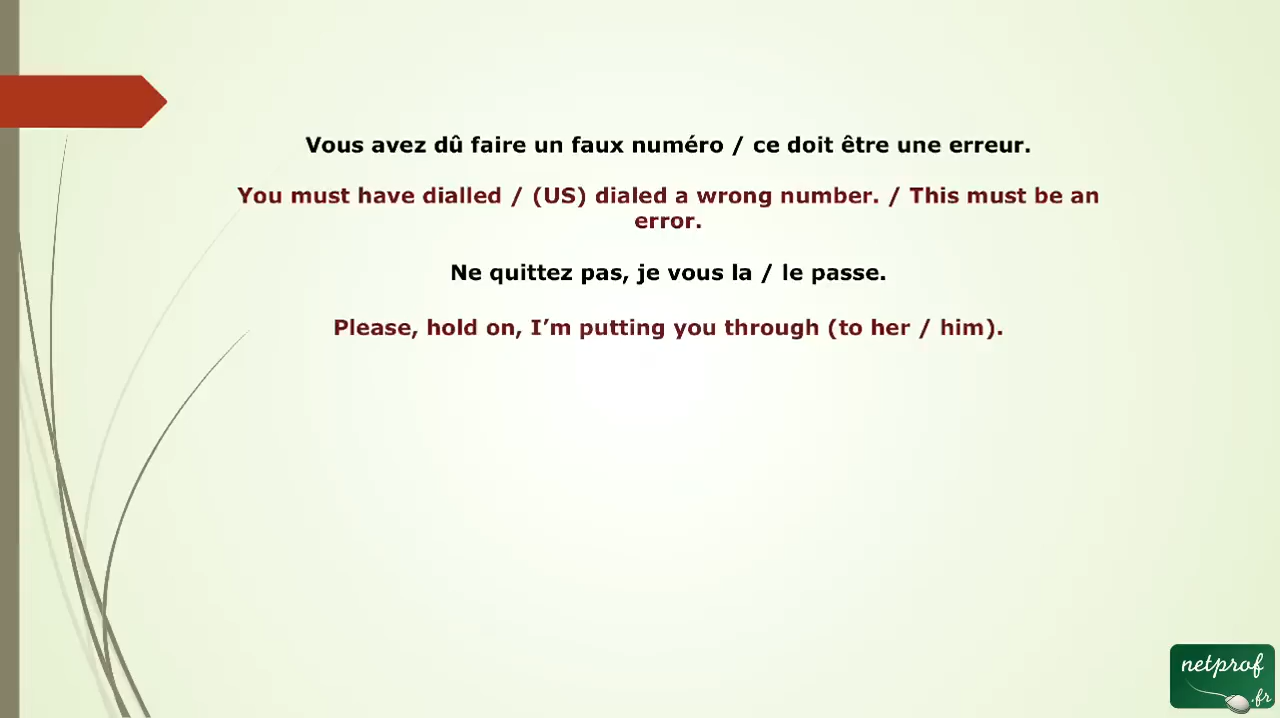 Vous avez dû faire un faux numéro / ce doit être une erreur.
You must have dialled / (US) dialed a wrong number. / This must be an
error.
Ne quittez pas, je vous la / le passe.
Please, hold on, I’m putting you through (to her / him).
netprof
.fr